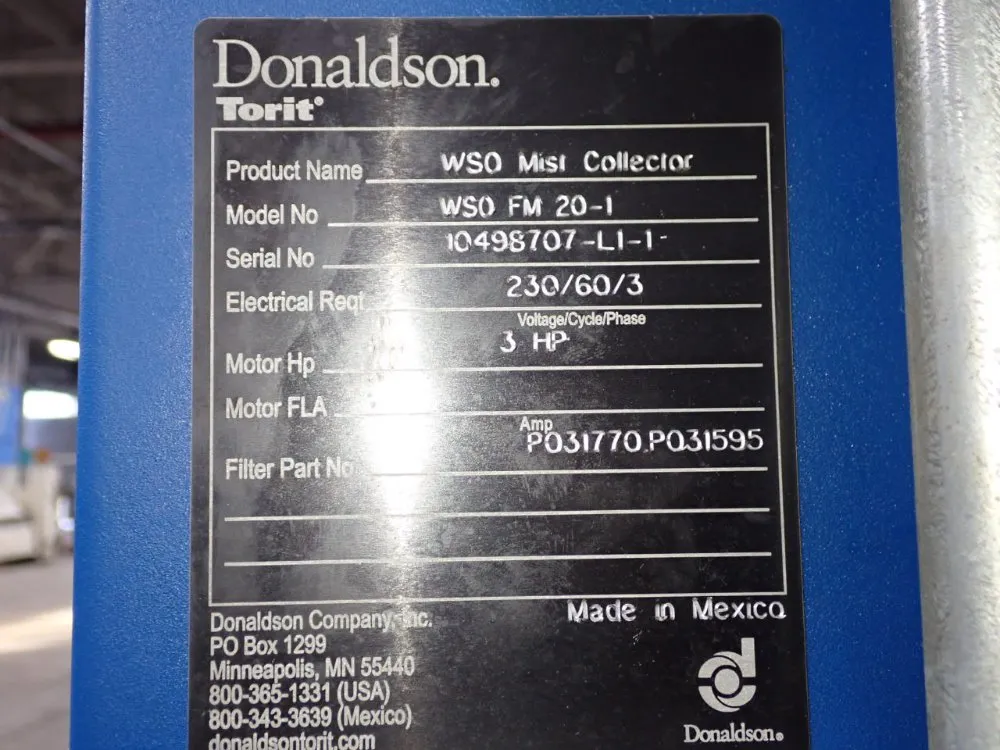 Donaldson.
Torit®
Product Name WSO Mist Collector
Model No WSO FM 20-1
Serial No 10498707-L1-1
Electrical Reqt 230/60/3
Voltage/Cycle/Phase
Motor Hp 3 HP
Motor FLA
Amp
Filter Part No P031770.P031595
Made in Mexico
Donaldson Company, Inc.
PO Box 1299
Minneapolis, MN 55440
800-365-1331 (USA)
800-343-3639 (Mexico)
donaldsontorit.com
Donaldson®